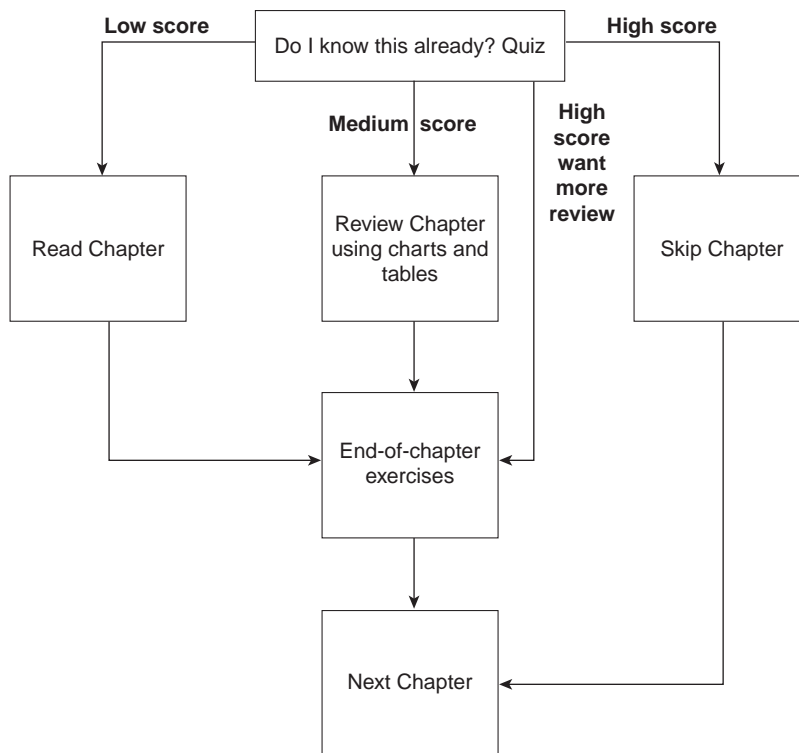 Low score
Do I know this already? Quiz
High score
Medium score
High
score
want
more
review
Read Chapter
Review Chapter
using charts and
tables
Skip Chapter
End-of-chapter
exercises
Next Chapter